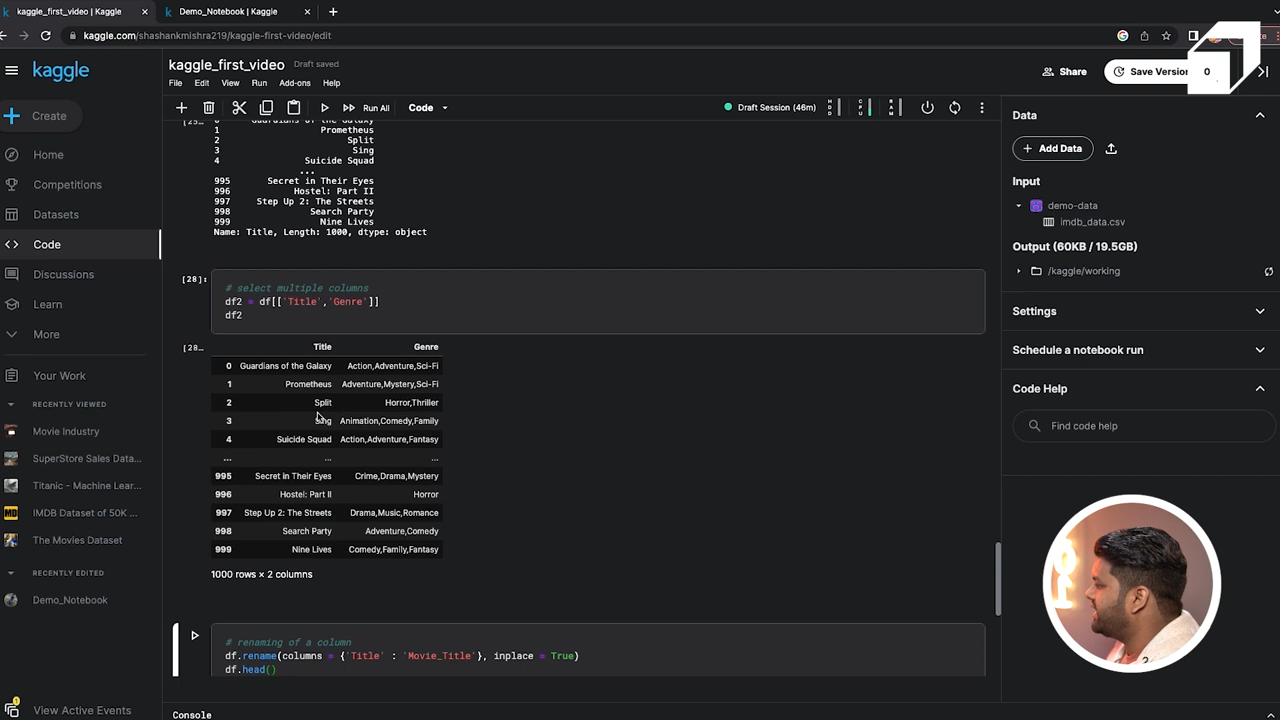 kaggle_first_video | Kaggle
Demo_Notebook | Kaggle
kaggle.com/shashankmishra219/kaggle-first-video/edit
kaggle
kaggle_first_video Draft saved
File Edit View Run Add-ons Help
Share
Save Version 0
Run All
Code
Draft Session (46m)
HDD
CPU
RAM
Create
Home
Competitions
Datasets
Code
Discussions
Learn
More
Your Work
RECENTLY VIEWED
Movie Industry
SuperStore Sales Data...
Titanic - Machine Lear...
IMDB Dataset of 50K ...
The Movies Dataset
RECENTLY EDITED
Demo_Notebook
View Active Events
[25...
0 Guardians of the Galaxy
1 Prometheus
2 Split
3 Sing
4 Suicide Squad
...
995 Secret in Their Eyes
996 Hostel: Part II
997 Step Up 2: The Streets
998 Search Party
999 Nine Lives
Name: Title, Length: 1000, dtype: object
[28]:
# select multiple columns
df2 = df[['Title','Genre']]
df2
[28...
Title Genre
0 Guardians of the Galaxy Action,Adventure,Sci-Fi
1 Prometheus Adventure,Mystery,Sci-Fi
2 Split Horror,Thriller
3 Sing Animation,Comedy,Family
4 Suicide Squad Action,Adventure,Fantasy
... ... ...
995 Secret in Their Eyes Crime,Drama,Mystery
996 Hostel: Part II Horror
997 Step Up 2: The Streets Drama,Music,Romance
998 Search Party Adventure,Comedy
999 Nine Lives Comedy,Family,Fantasy
1000 rows × 2 columns
# renaming of a column
df.rename(columns = {'Title' : 'Movie_Title'}, inplace = True)
df.head()
Console
Data
Add Data
Input
demo-data
imdb_data.csv
Output (60KB / 19.5GB)
/kaggle/working
Settings
Schedule a notebook run
Code Help
Find code help